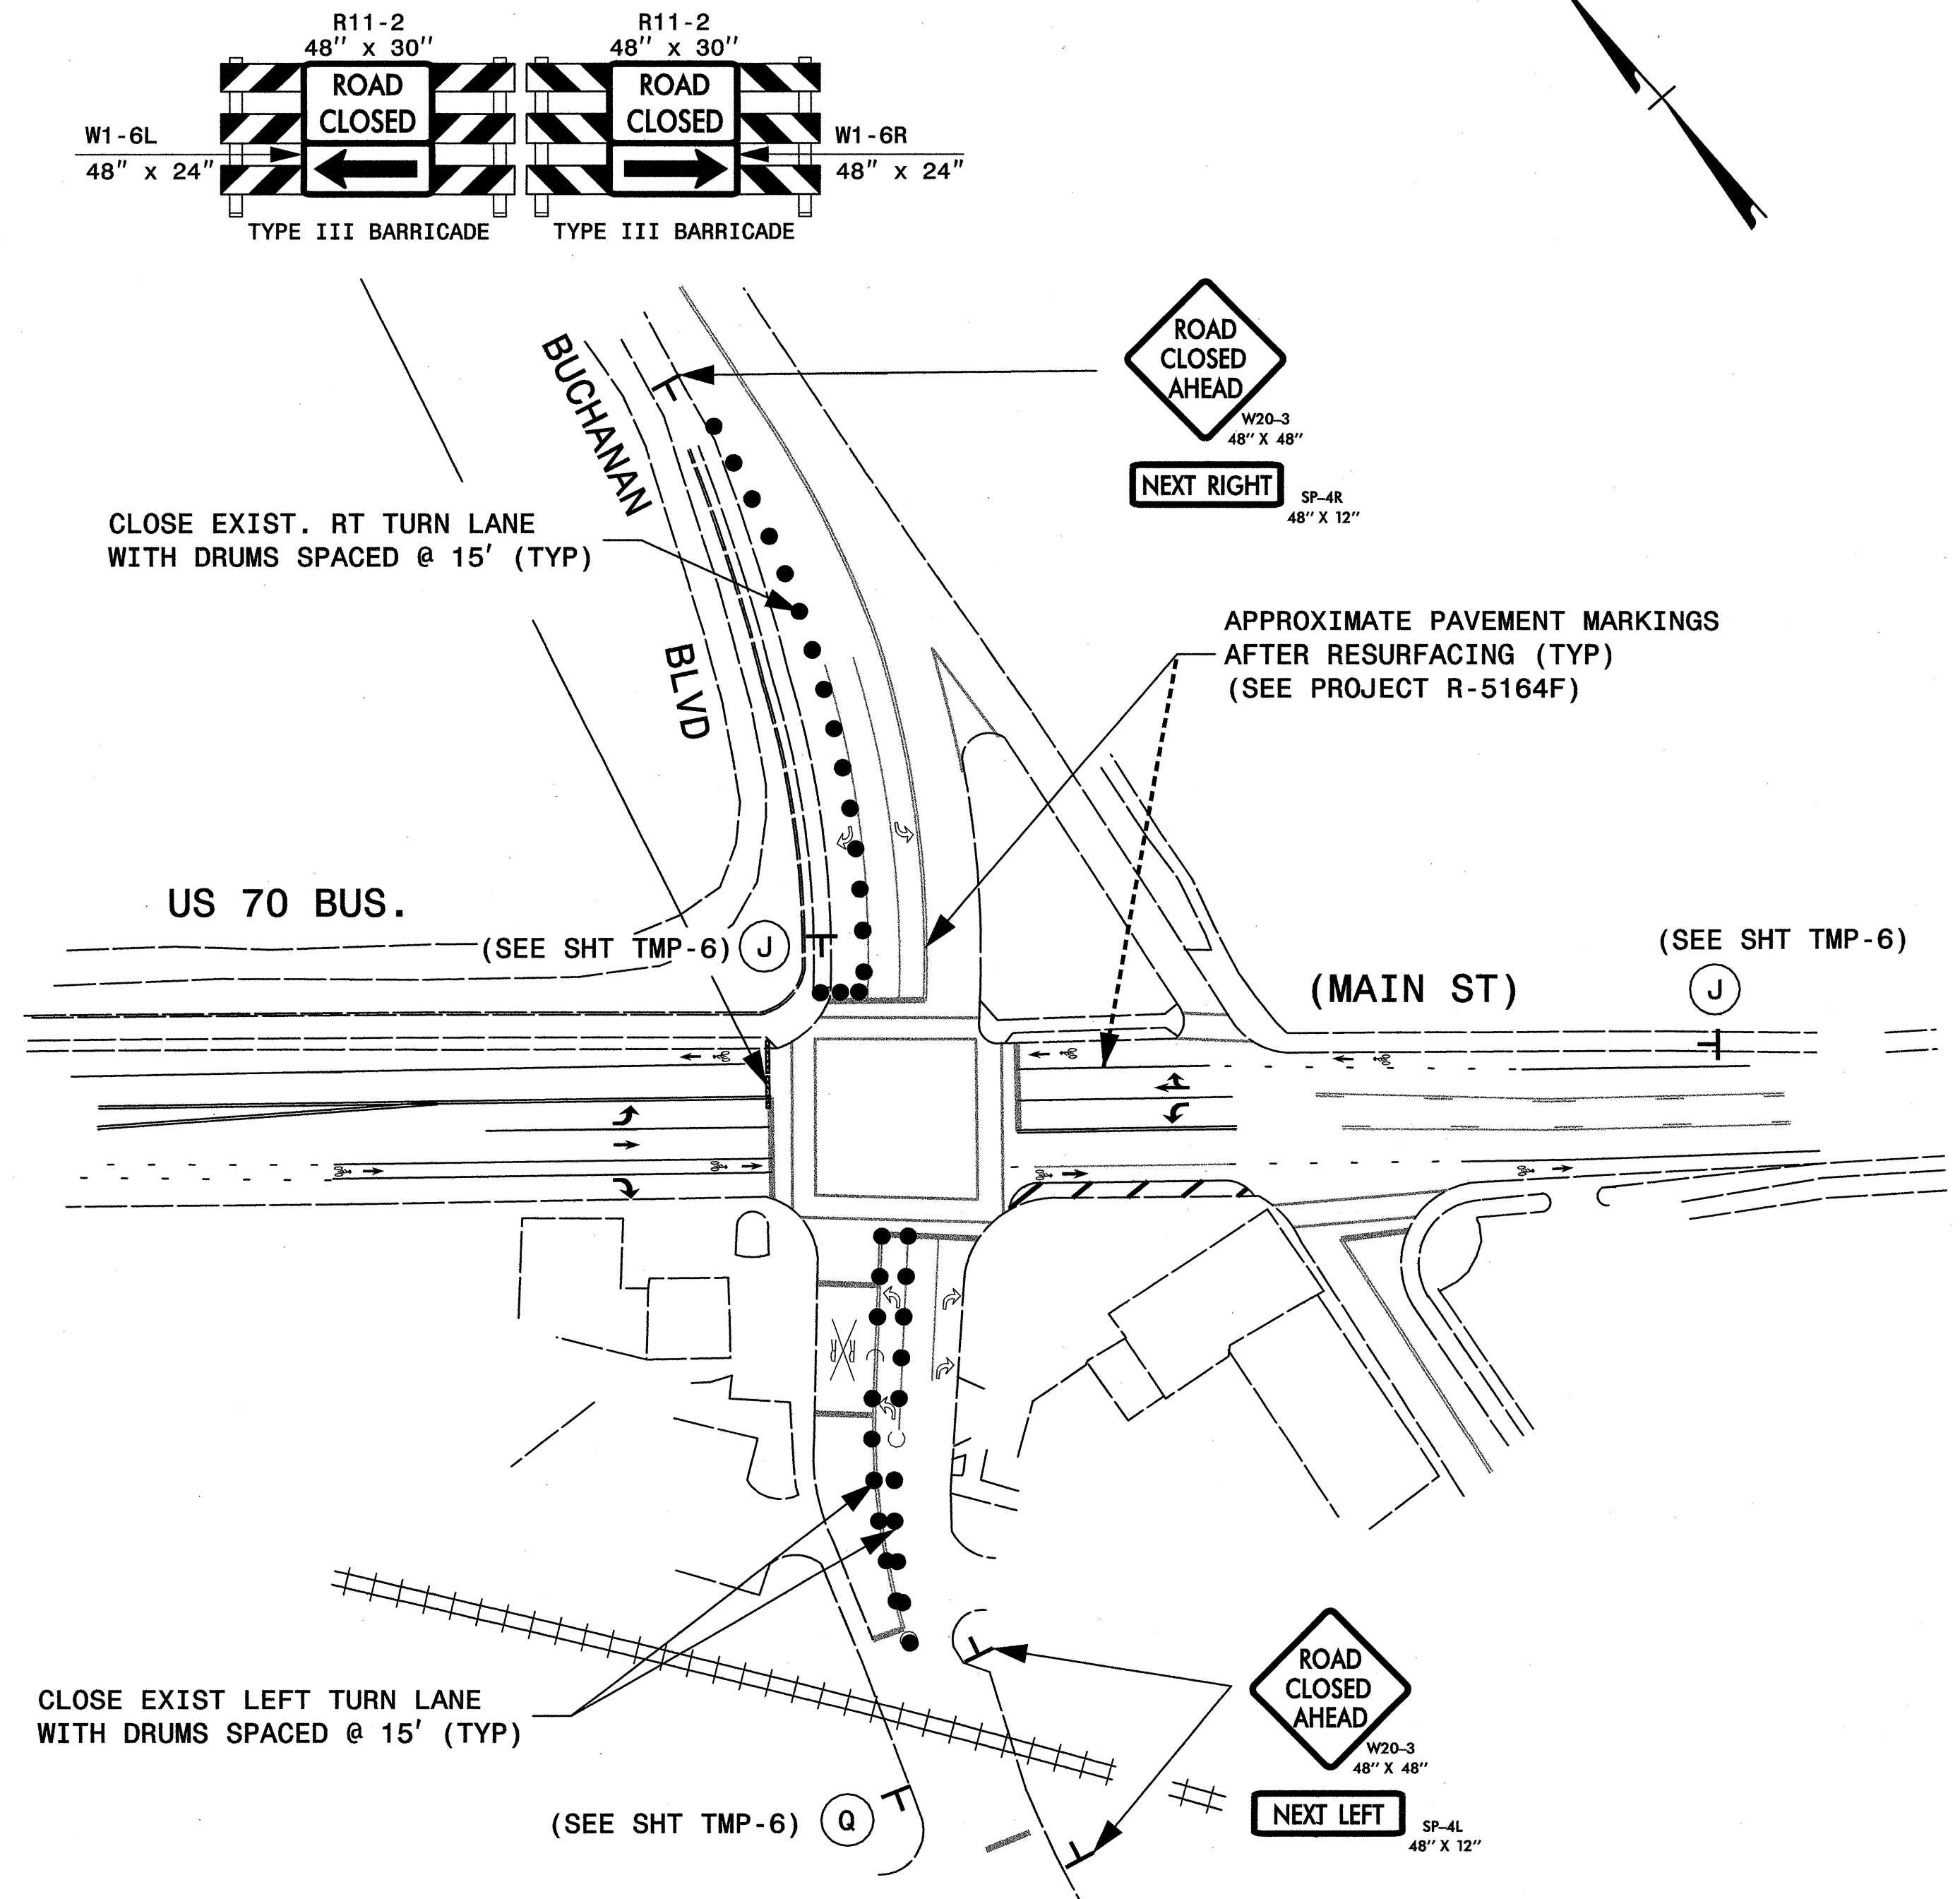 R11-2
48" x 30"
R11-2
48" x 30"
ROAD
CLOSED
ROAD
CLOSED
W1-6L
48" x 24"
W1-6R
48" x 24"
TYPE III BARRICADE
TYPE III BARRICADE
BUCHANAN
BLVD
ROAD
CLOSED
AHEAD
W20-3
48" X 48"
NEXT RIGHT
SP-4R
48" X 12"
CLOSE EXIST. RT TURN LANE
WITH DRUMS SPACED @ 15' (TYP)
APPROXIMATE PAVEMENT MARKINGS
AFTER RESURFACING (TYP)
(SEE PROJECT R-5164F)
US 70 BUS.
(SEE SHT TMP-6) J
(MAIN ST)
(SEE SHT TMP-6)
J
R R
CLOSE EXIST LEFT TURN LANE
WITH DRUMS SPACED @ 15' (TYP)
ROAD
CLOSED
AHEAD
W20-3
48" X 48"
NEXT LEFT
SP-4L
48" X 12"
(SEE SHT TMP-6) Q